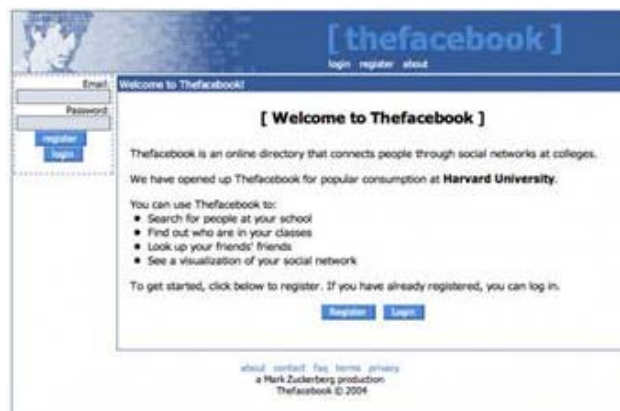 [ thefacebook ]
login register about
Email:
Password:
register
login
Welcome to Thefacebook!
[ Welcome to Thefacebook ]
Thefacebook is an online directory that connects people through social networks at colleges.
We have opened up Thefacebook for popular consumption at Harvard University.
You can use Thefacebook to:
• Search for people at your school
• Find out who are in your classes
• Look up your friends' friends
• See a visualization of your social network
To get started, click below to register. If you have already registered, you can log in.
Register Login
about contact faq terms privacy
a Mark Zuckerberg production
Thefacebook © 2004